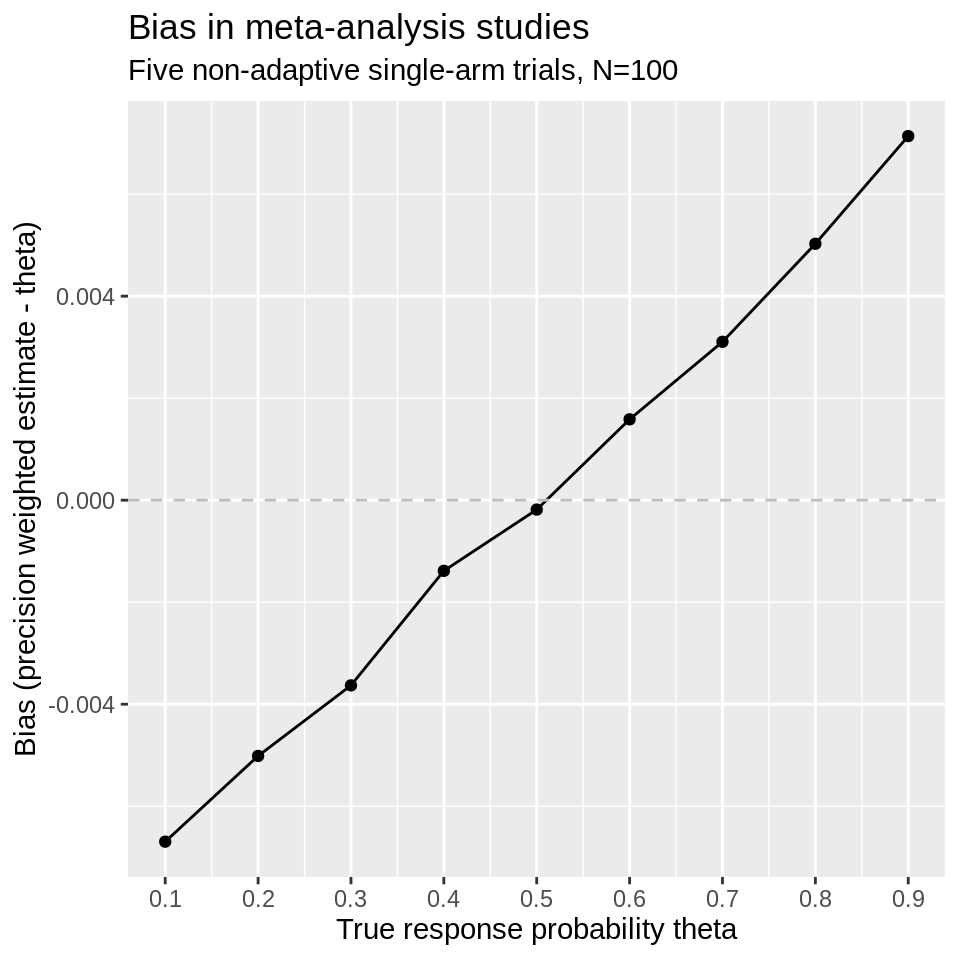 Bias in meta-analysis studies
Five non-adaptive single-arm trials, N=100
Bias (precision weighted estimate - theta)
0.004
0.000
-0.004
0.1 0.2 0.3 0.4 0.5 0.6 0.7 0.8 0.9
True response probability theta